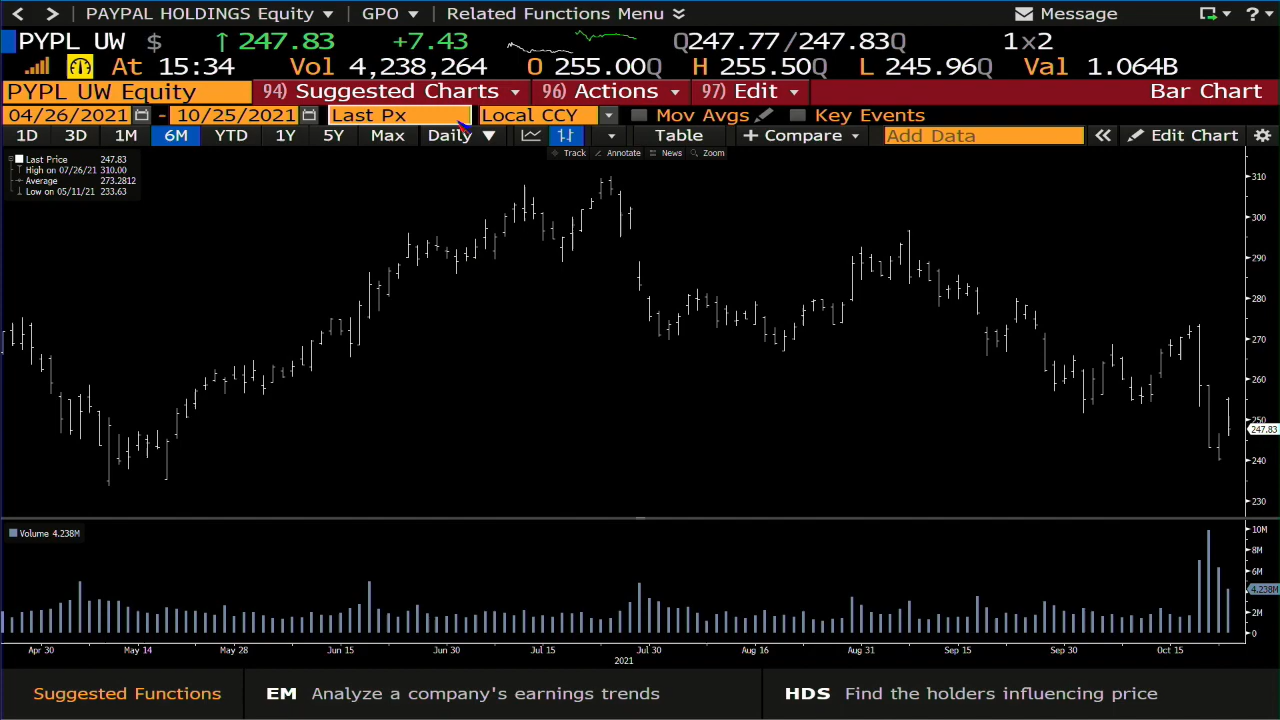 < > PAYPAL HOLDINGS Equity ▾ GPO ▾ Related Functions Menu Message ? ▾
PYPL UW $ ↑ 247.83 +7.43 Q247.77/247.83Q 1×2
At 15:34 Vol 4,238,264 O 255.00Q H 255.50Q L 245.96Q Val 1.064B
PYPL UW Equity 94) Suggested Charts ▾ 96) Actions ▾ 97) Edit ▾ Bar Chart
04/26/2021 - 10/25/2021 Last Px Local CCY ▾ Mov Avgs Key Events
1D 3D 1M 6M YTD 1Y 5Y Max Daily ▼ Table + Compare ▾ Add Data « Edit Chart
Track Annotate News Zoom
Last Price 247.83
High on 07/26/21 310.00
Average 273.2812
Low on 05/11/21 233.63
310
300
290
280
270
260
250
247.83
240
230
Volume 4.238M
10M
8M
6M
4.238M
2M
0
Apr 30 May 14 May 28 Jun 15 Jun 30 Jul 15 Jul 30 Aug 16 Aug 31 Sep 15 Sep 30 Oct 15
2021
Suggested Functions EM Analyze a company's earnings trends HDS Find the holders influencing price